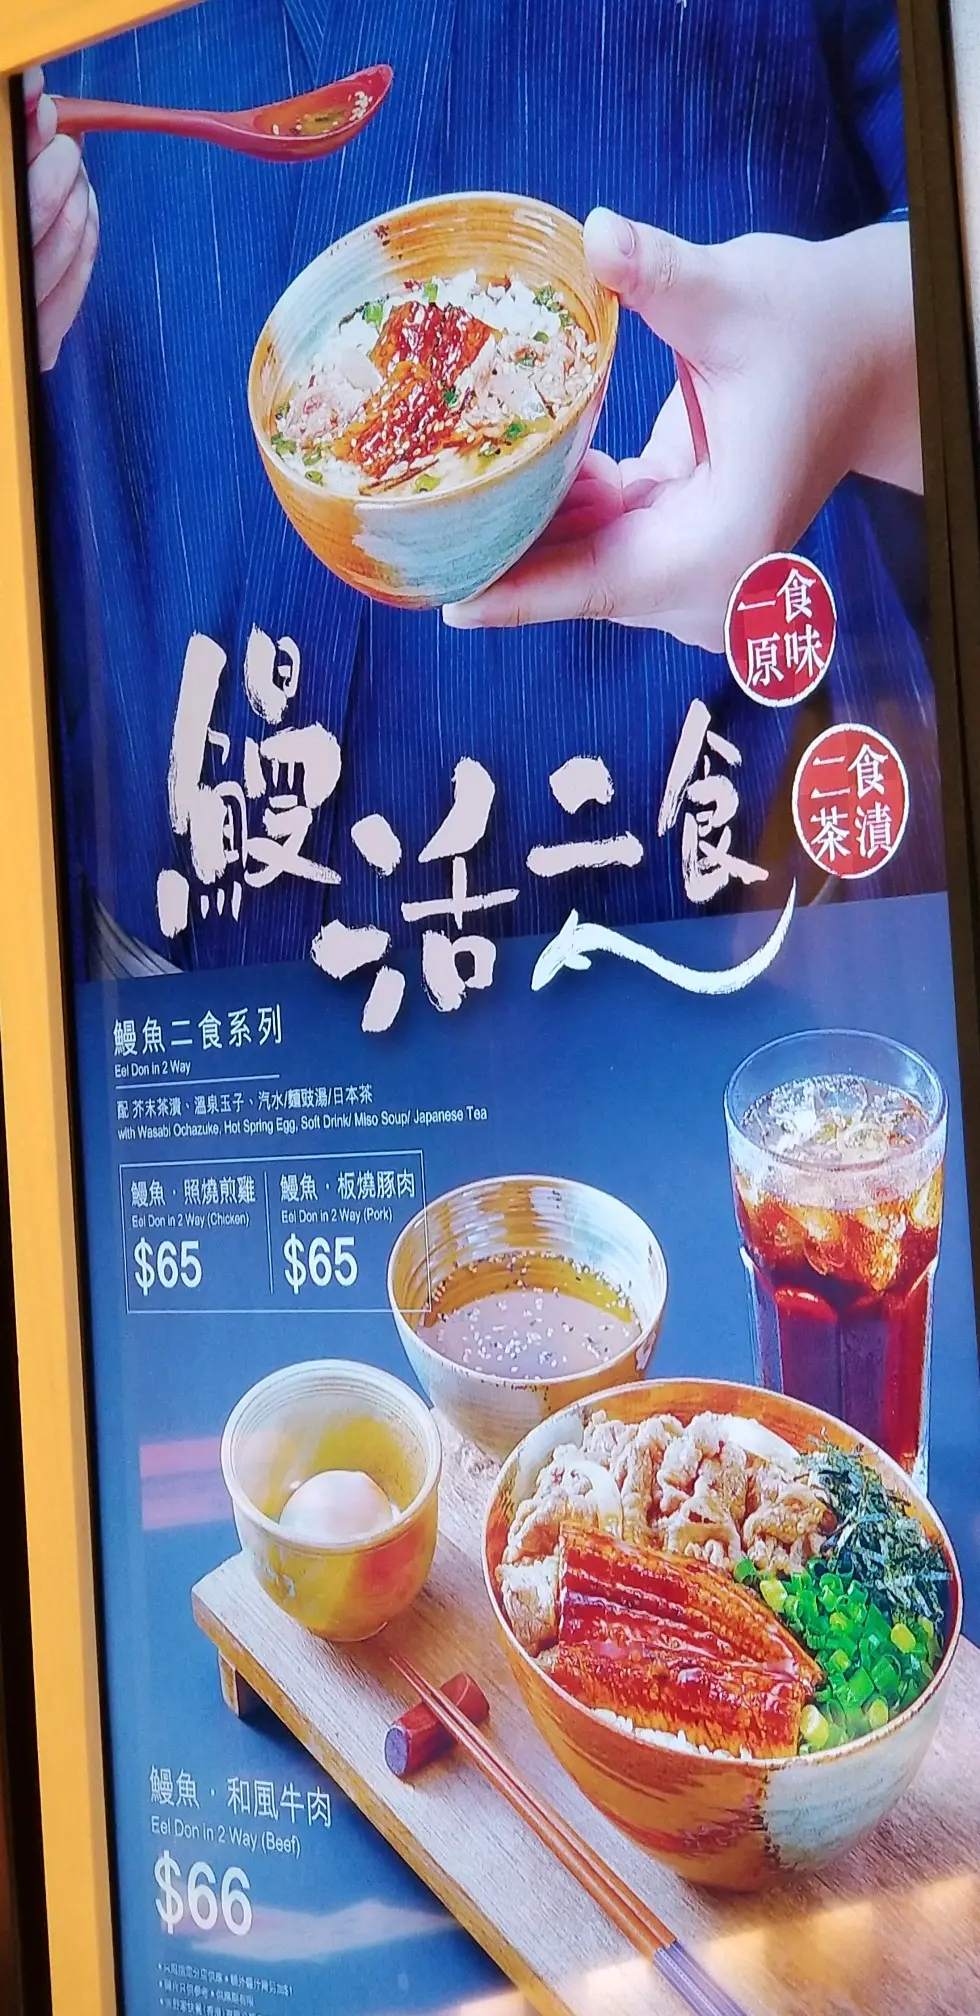 一食
原味
二食
茶漬
鰻活二食
鰻魚二食系列
Eel Don in 2 Way
配 芥末茶漬、溫泉玉子、汽水/麵豉湯/日本茶
with Wasabi Ochazuke, Hot Spring Egg, Soft Drink/ Miso Soup/ Japanese Tea
鰻魚‧照燒煎雞
Eel Don in 2 Way (Chicken)
$65
鰻魚‧板燒豚肉
Eel Don in 2 Way (Pork)
$65
鰻魚‧和風牛肉
Eel Don in 2 Way (Beef)
$66